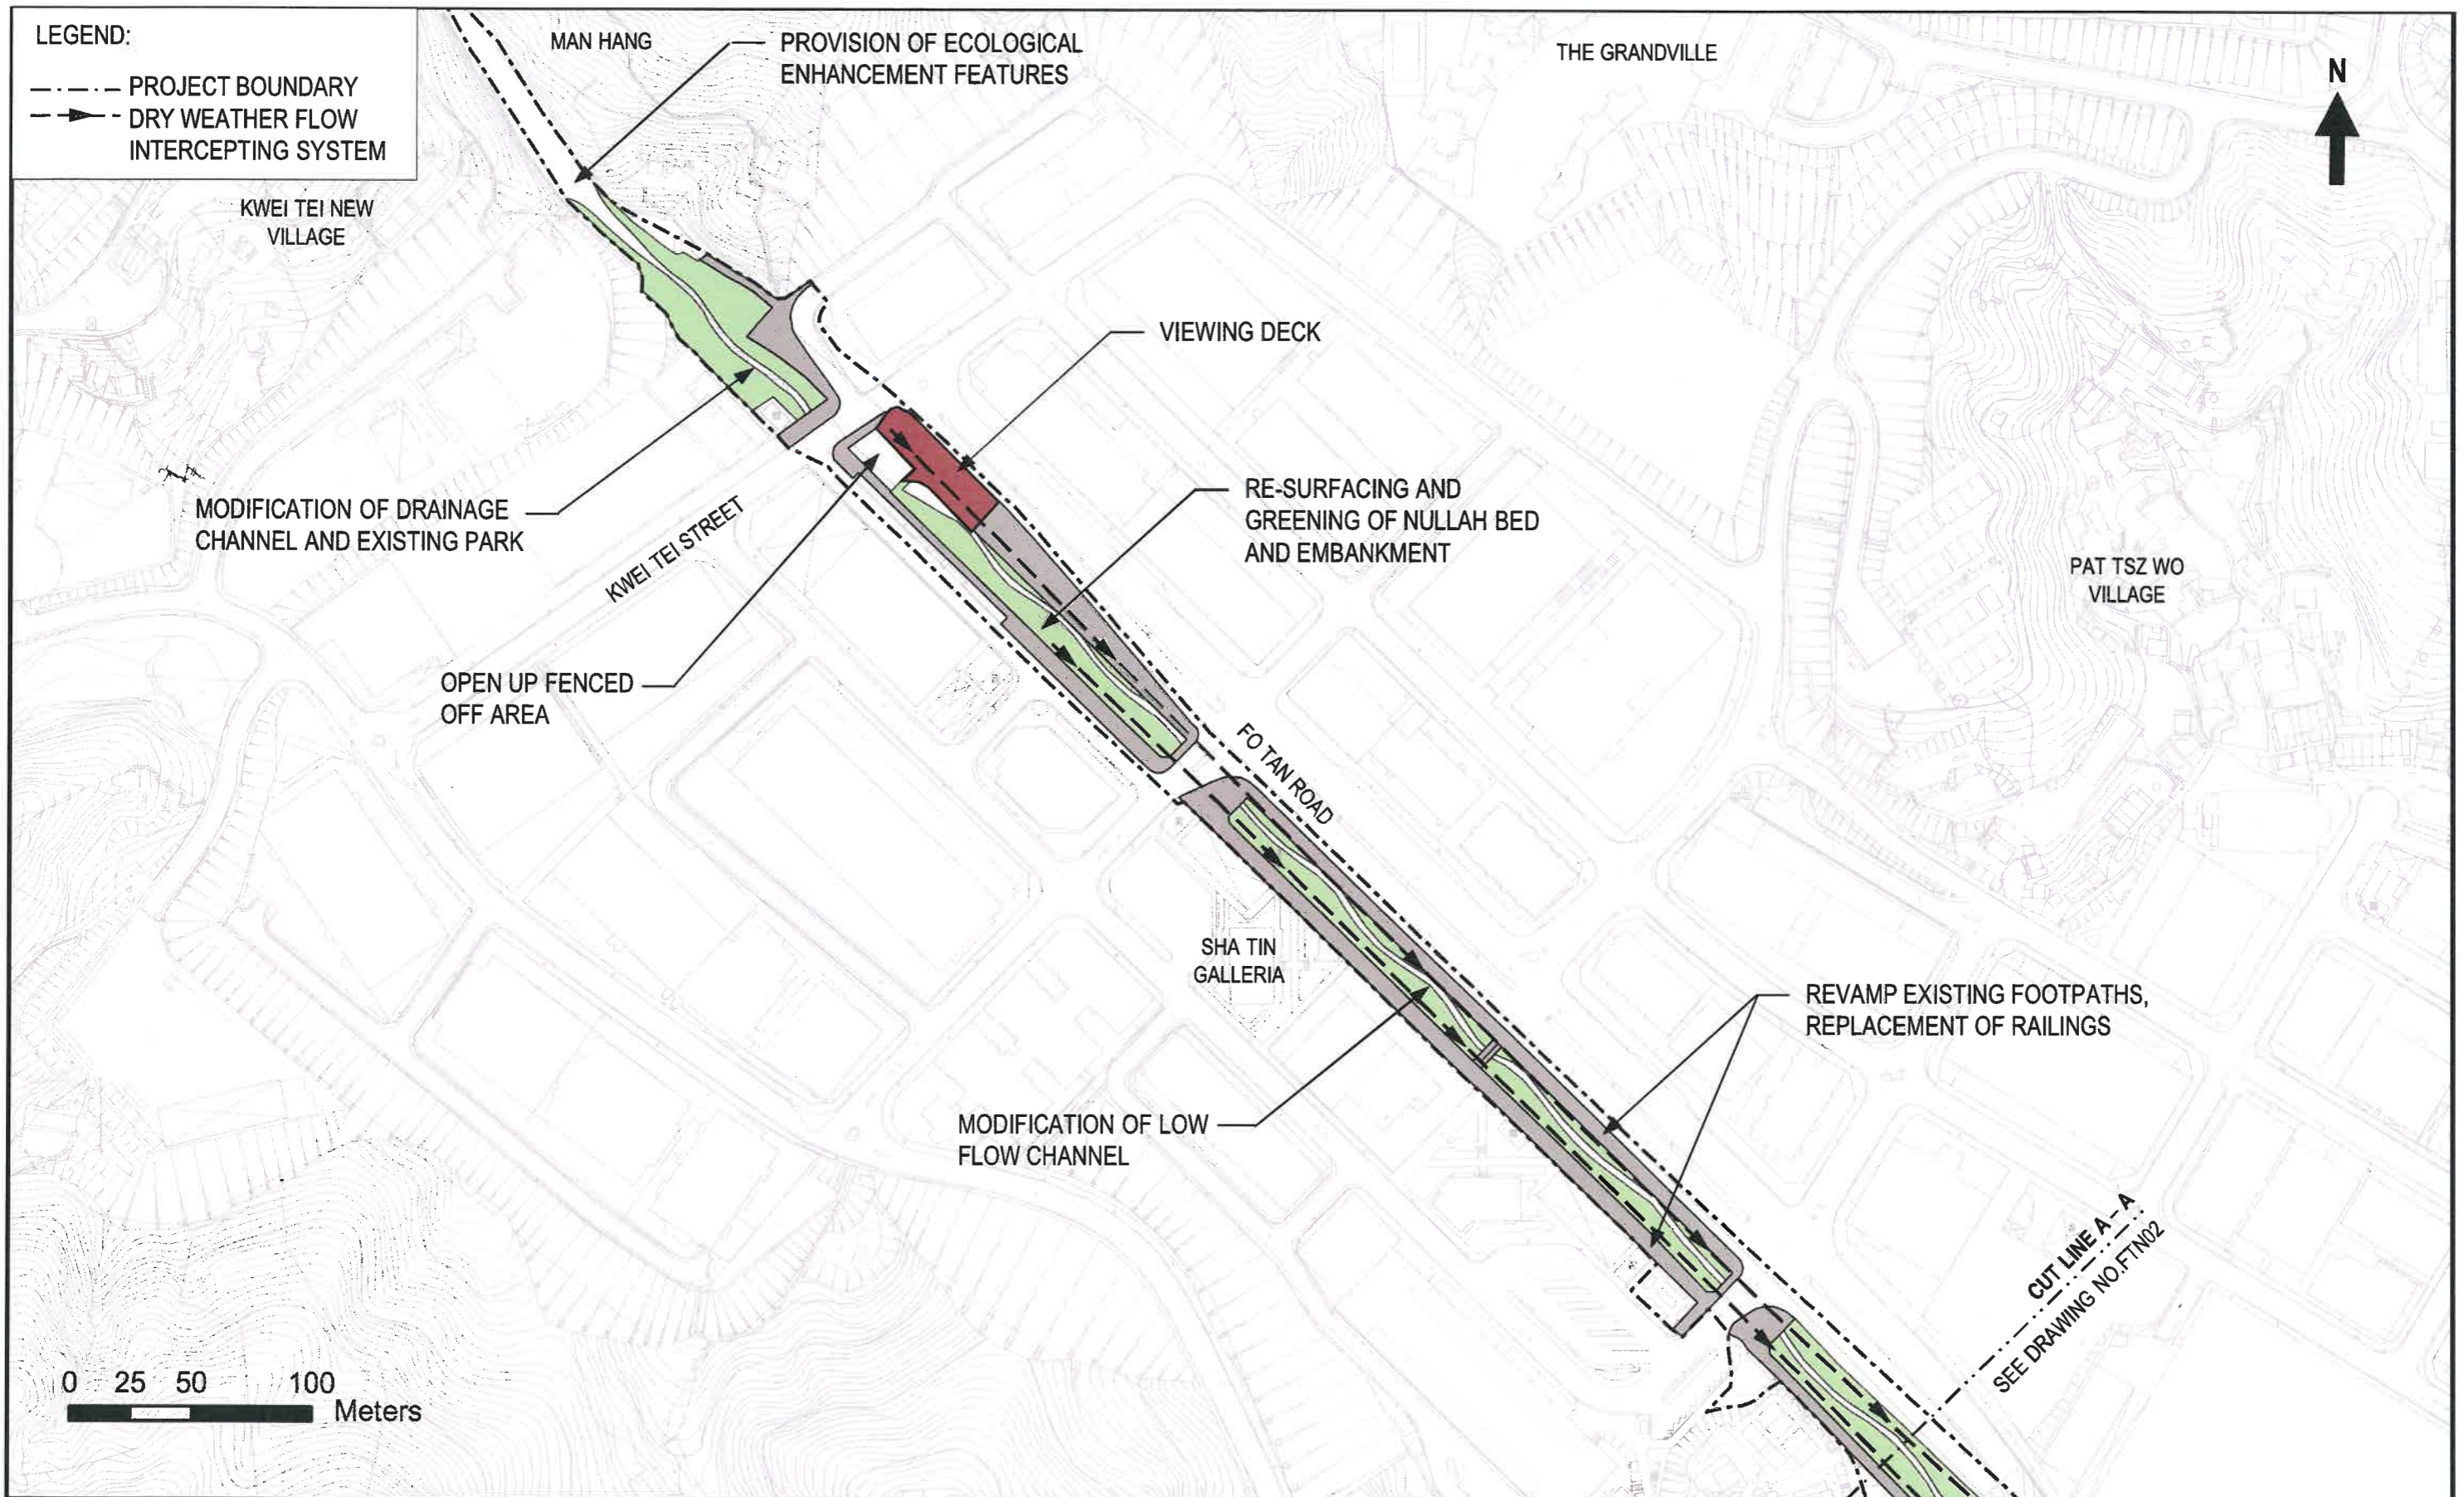 LEGEND:
PROJECT BOUNDARY
DRY WEATHER FLOW
INTERCEPTING SYSTEM
MAN HANG
PROVISION OF ECOLOGICAL
ENHANCEMENT FEATURES
THE GRANDVILLE
N
KWEI TEI NEW
VILLAGE
VIEWING DECK
MODIFICATION OF DRAINAGE
CHANNEL AND EXISTING PARK
KWEI TEI STREET
RE-SURFACING AND
GREENING OF NULLAH BED
AND EMBANKMENT
PAT TSZ WO
VILLAGE
OPEN UP FENCED
OFF AREA
FO TAN ROAD
SHA TIN
GALLERIA
REVAMP EXISTING FOOTPATHS,
REPLACEMENT OF RAILINGS
MODIFICATION OF LOW
FLOW CHANNEL
CUT LINE A - A
SEE DRAWING NO.FTN02
0 25 50 100
Meters